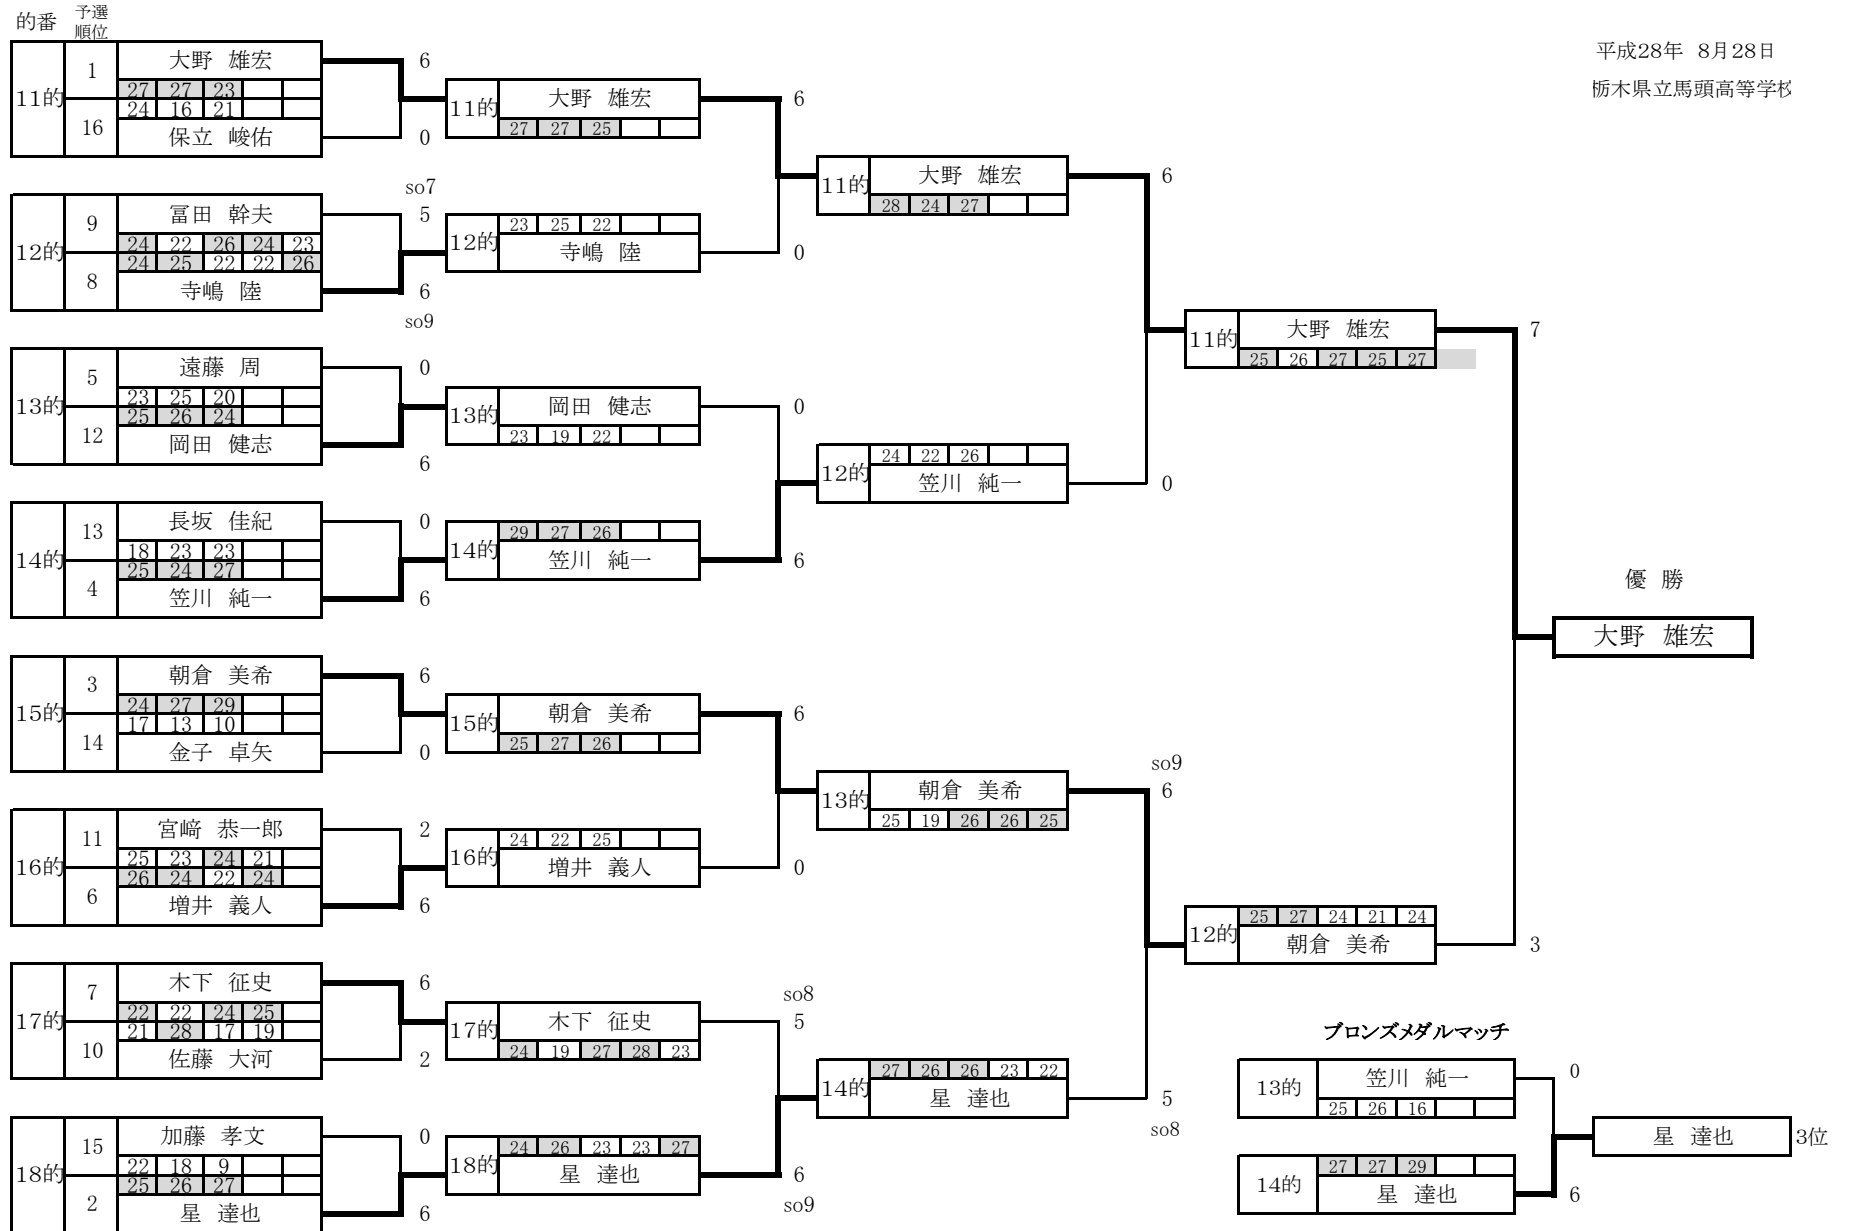 的番
予選
順位
平成28年 8月28日
栃木県立馬頭高等学校
11的
1
大野 雄宏
27 27 23
24 16 21
16
保立 峻佑
6
0
12的
9
冨田 幹夫
24 22 26 24 23
24 25 22 22 26
8
寺嶋 陸
so7
5
6
so9
13的
5
遠藤 周
23 25 20
25 26 24
12
岡田 健志
0
6
14的
13
長坂 佳紀
18 23 23
25 24 27
4
笠川 純一
0
6
15的
3
朝倉 美希
24 27 29
17 13 10
14
金子 卓矢
6
0
16的
11
宮﨑 恭一郎
25 23 24 21
26 24 22 24
6
増井 義人
2
6
17的
7
木下 征史
22 22 24 25
21 28 17 19
10
佐藤 大河
6
2
18的
15
加藤 孝文
22 18 9
25 26 27
2
星 達也
0
6
11的
大野 雄宏
27 27 25
6
12的
23 25 22
寺嶋 陸
0
13的
岡田 健志
23 19 22
0
14的
29 27 26
笠川 純一
6
15的
朝倉 美希
25 27 26
6
16的
24 22 25
増井 義人
0
17的
木下 征史
24 19 27 28 23
so8
5
18的
24 26 23 23 27
星 達也
6
so9
11的
大野 雄宏
28 24 27
6
12的
24 22 26
笠川 純一
0
13的
朝倉 美希
25 19 26 26 25
so9
6
14的
27 26 26 23 22
星 達也
5
so8
11的
大野 雄宏
25 26 27 25 27
7
12的
25 27 24 21 24
朝倉 美希
3
優 勝
大野 雄宏
ブロンズメダルマッチ
13的
笠川 純一
25 26 16
0
14的
27 27 29
星 達也
6
星 達也
3位